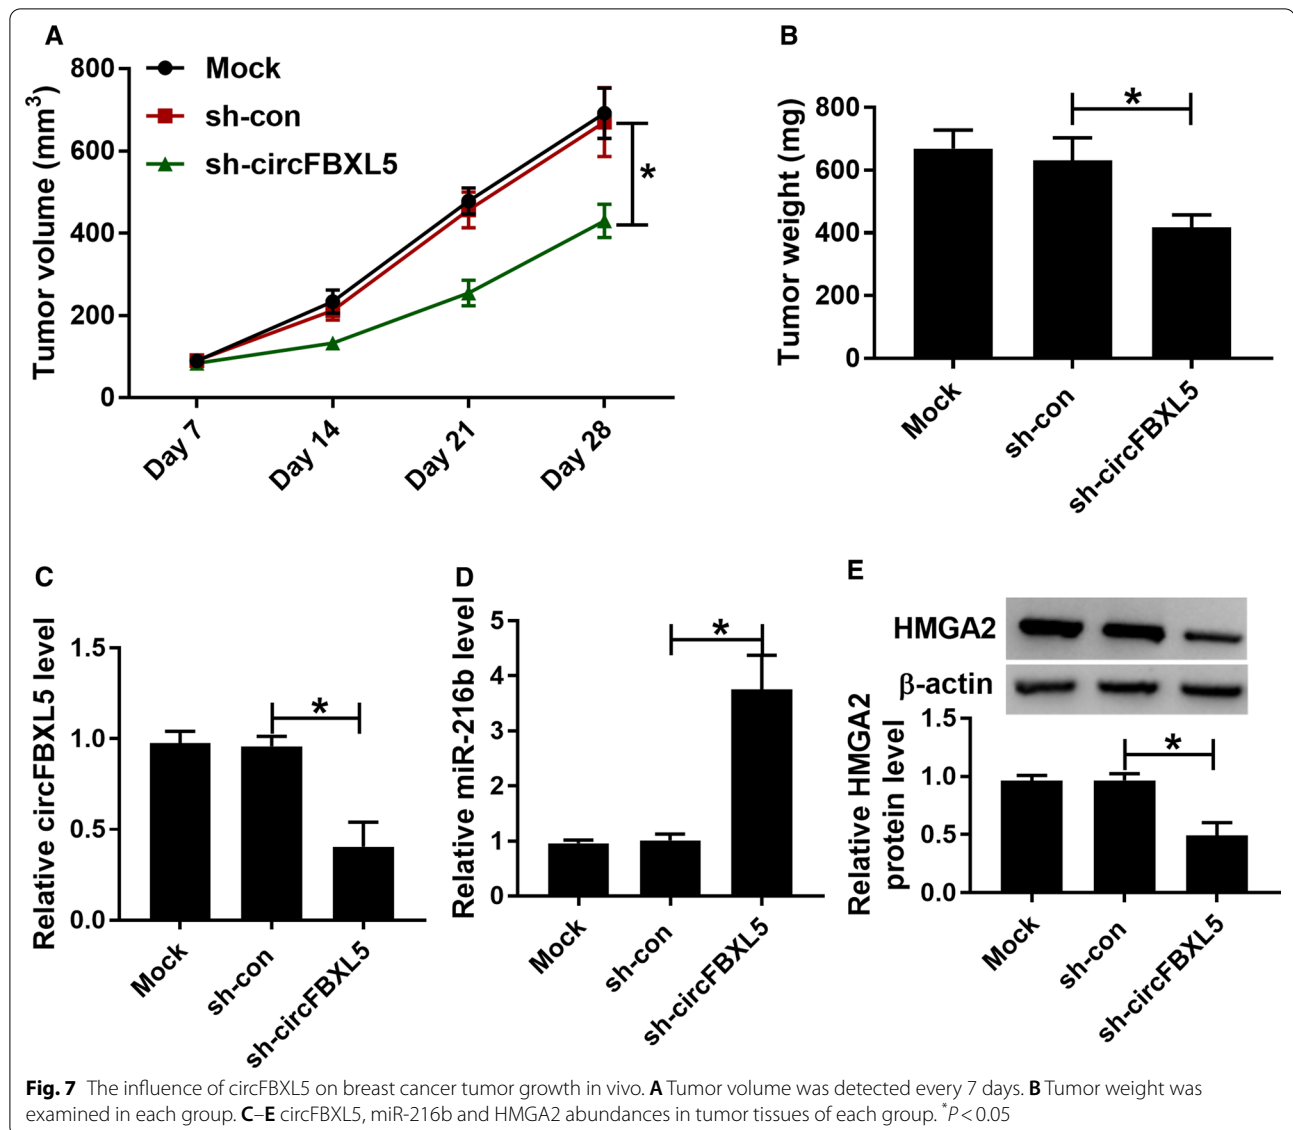 A
Tumor volume (mm³)
800
600
400
200
0
Mock
sh-con
sh-circFBXL5
*
Day 7
Day 14
Day 21
Day 28
B
Tumor weight (mg)
800
600
400
200
0
*
Mock
sh-con
sh-circFBXL5
C
Relative circFBXL5 level
1.5
1.0
0.5
0.0
*
Mock
sh-con
sh-circFBXL5
D
Relative miR-216b level
5
4
3
2
1
0
*
Mock
sh-con
sh-circFBXL5
E
HMGA2
β-actin
Relative HMGA2
protein level
1.5
1.0
0.5
0.0
*
Mock
sh-con
sh-circFBXL5
Fig. 7 The influence of circFBXL5 on breast cancer tumor growth in vivo. A Tumor volume was detected every 7 days. B Tumor weight was
examined in each group. C–E circFBXL5, miR-216b and HMGA2 abundances in tumor tissues of each group. *P < 0.05